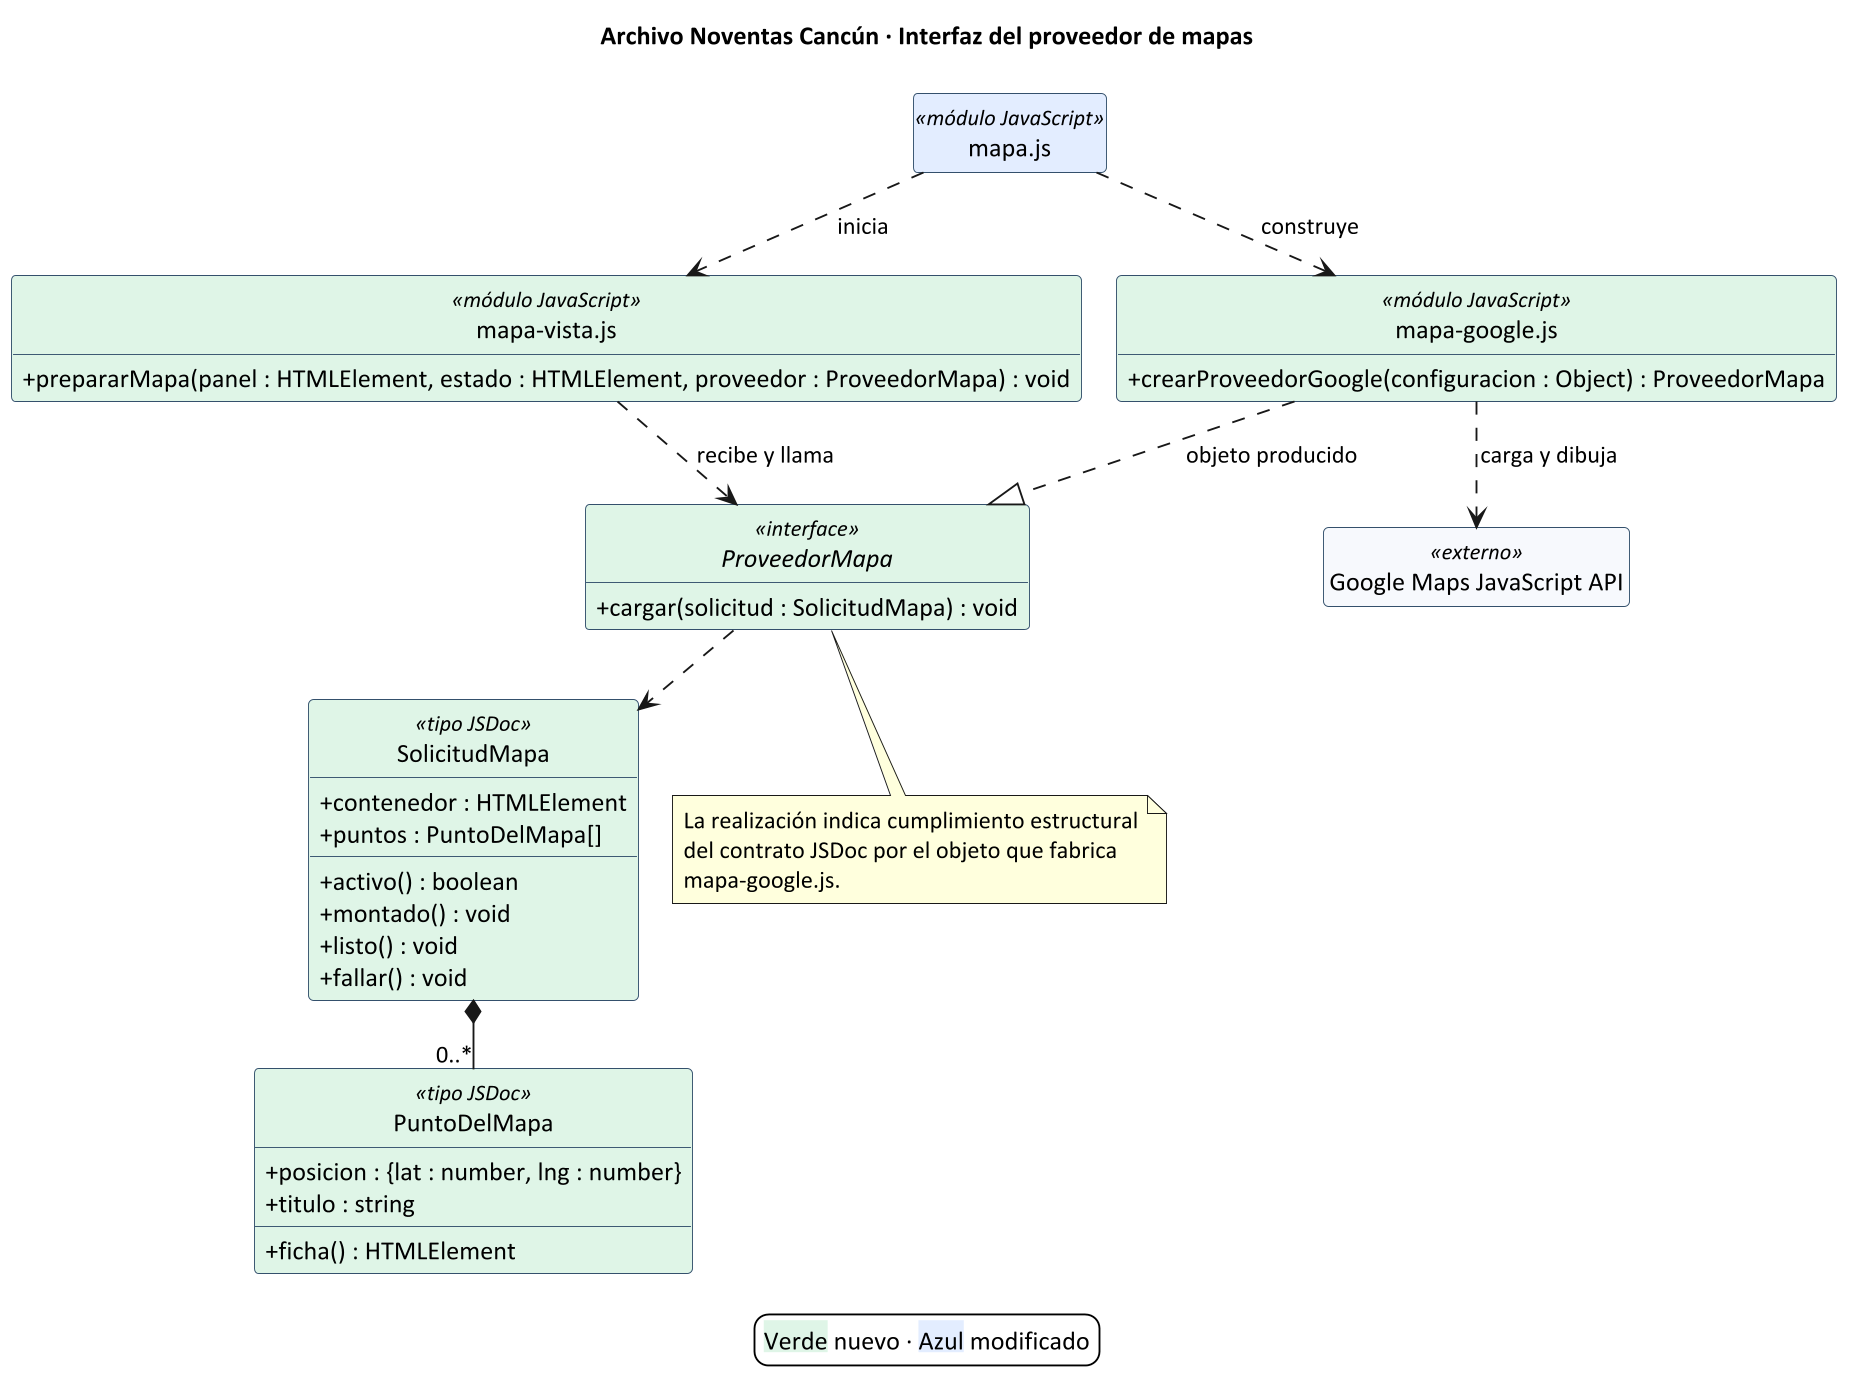 Archivo Noventas Cancún · Interfaz del proveedor de mapas
«módulo JavaScript»
mapa.js
inicia
construye
«módulo JavaScript»
mapa-vista.js
+prepararMapa(panel : HTMLElement, estado : HTMLElement, proveedor : ProveedorMapa) : void
«módulo JavaScript»
mapa-google.js
+crearProveedorGoogle(configuracion : Object) : ProveedorMapa
recibe y llama
objeto producido
carga y dibuja
«interface»
ProveedorMapa
+cargar(solicitud : SolicitudMapa) : void
«externo»
Google Maps JavaScript API
«tipo JSDoc»
SolicitudMapa
+contenedor : HTMLElement
+puntos : PuntoDelMapa[]
+activo() : boolean
+montado() : void
+listo() : void
+fallar() : void
La realización indica cumplimiento estructural
del contrato JSDoc por el objeto que fabrica
mapa-google.js.
0..*
«tipo JSDoc»
PuntoDelMapa
+posicion : {lat : number, lng : number}
+titulo : string
+ficha() : HTMLElement
Verde nuevo · Azul modificado